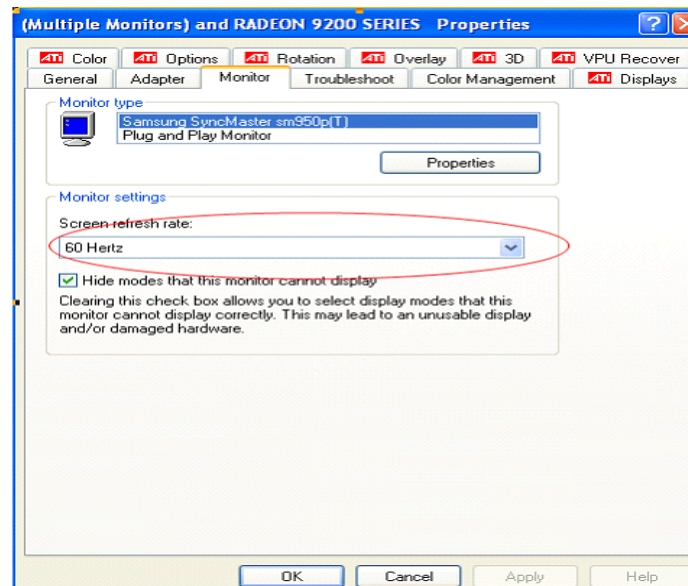 (Multiple Monitors) and RADEON 9200 SERIES Properties
ATI Color ATI Options ATI Rotation ATI Overlay ATI 3D ATI VPU Recover
General Adapter Monitor Troubleshoot Color Management ATI Displays
Monitor type
Samsung SyncMaster sm950p(T)
Plug and Play Monitor
Properties
Monitor settings
Screen refresh rate:
60 Hertz
Hide modes that this monitor cannot display
Clearing this check box allows you to select display modes that this
monitor cannot display correctly. This may lead to an unusable display
and/or damaged hardware.
OK Cancel Apply Help